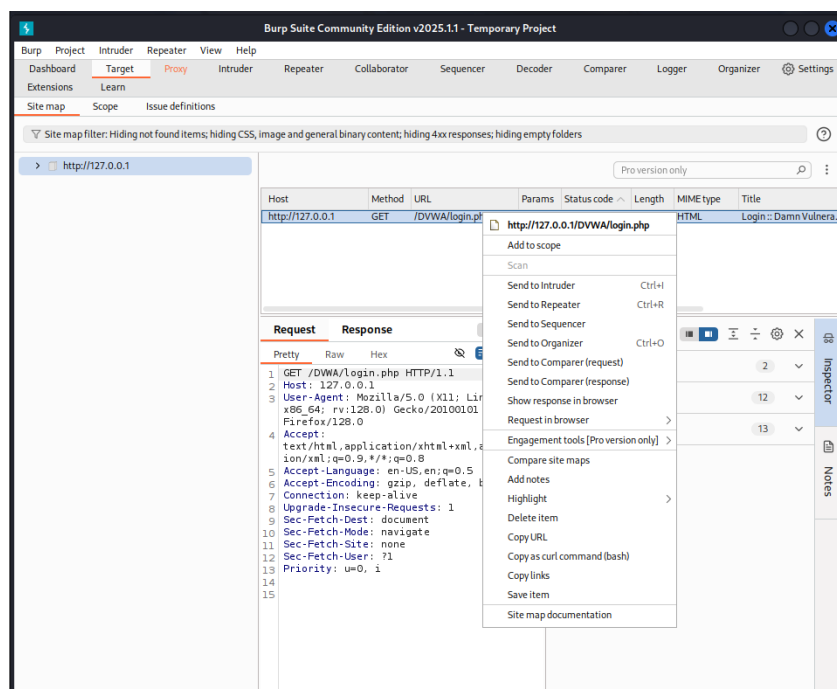 Burp Suite Community Edition v2025.1.1 - Temporary Project
Burp Project Intruder Repeater View Help
Dashboard Target Proxy Intruder Repeater Collaborator Sequencer Decoder Comparer Logger Organizer Settings
Extensions Learn
Site map Scope Issue definitions
Site map filter: Hiding not found items; hiding CSS, image and general binary content; hiding 4xx responses; hiding empty folders
http://127.0.0.1
Pro version only
Host Method URL Params Status code Length MIME type Title
http://127.0.0.1 GET /DVWA/login.ph HTML Login :: Damn Vulnera...
http://127.0.0.1/DVWA/login.php
Add to scope
Scan
Send to Intruder Ctrl+I
Send to Repeater Ctrl+R
Send to Sequencer
Send to Organizer Ctrl+O
Send to Comparer (request)
Send to Comparer (response)
Show response in browser
Request in browser
Engagement tools [Pro version only]
Compare site maps
Add notes
Highlight
Delete item
Copy URL
Copy as curl command (bash)
Copy links
Save item
Site map documentation
Request Response
Pretty Raw Hex
1 GET /DVWA/login.php HTTP/1.1
2 Host: 127.0.0.1
3 User-Agent: Mozilla/5.0 (X11; Lin
x86_64; rv:128.0) Gecko/20100101
Firefox/128.0
4 Accept:
text/html,application/xhtml+xml,a
ion/xml;q=0.9,*/*;q=0.8
5 Accept-Language: en-US,en;q=0.5
6 Accept-Encoding: gzip, deflate, b
7 Connection: keep-alive
8 Upgrade-Insecure-Requests: 1
9 Sec-Fetch-Dest: document
10 Sec-Fetch-Mode: navigate
11 Sec-Fetch-Site: none
12 Sec-Fetch-User: ?1
13 Priority: u=0, i
14
15
2
12
13
Inspector
Notes